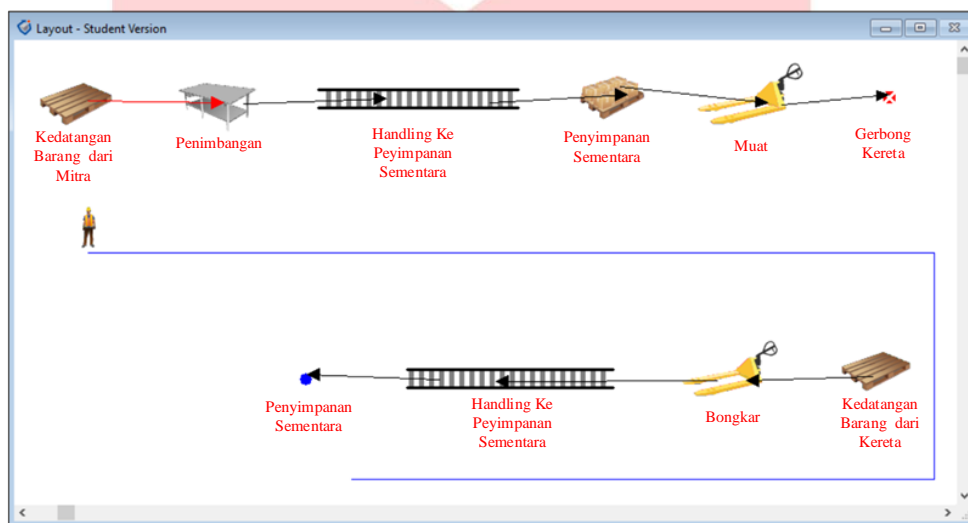 Layout - Student Version
Kedatangan
Barang dari
Mitra
Penimbangan
Handling Ke
Peyimpanan
Sementara
Penyimpanan
Sementara
Muat
Gerbong
Kereta
Penyimpanan
Sementara
Handling Ke
Peyimpanan
Sementara
Bongkar
Kedatangan
Barang dari
Kereta